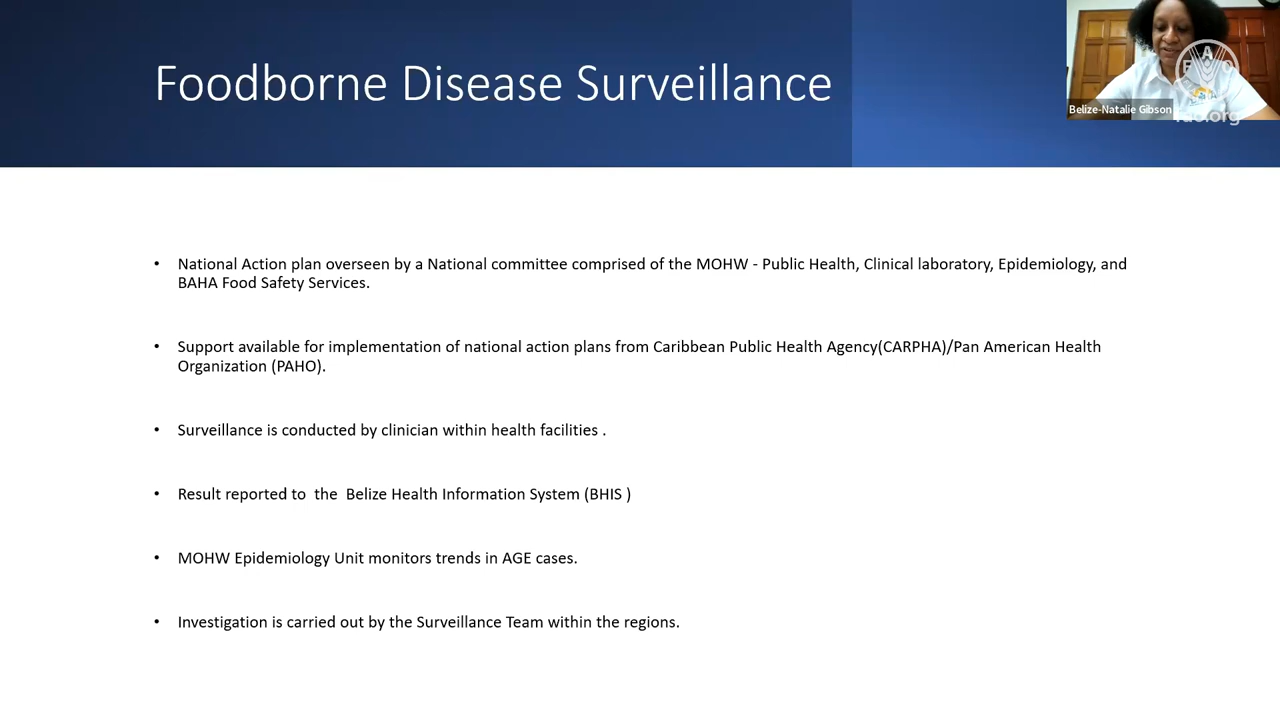 Foodborne Disease Surveillance
FAO
Belize-Natalie Gibson
fao.org
• National Action plan overseen by a National committee comprised of the MOHW - Public Health, Clinical laboratory, Epidemiology, and
BAHA Food Safety Services.
• Support available for implementation of national action plans from Caribbean Public Health Agency(CARPHA)/Pan American Health
Organization (PAHO).
• Surveillance is conducted by clinician within health facilities .
• Result reported to  the  Belize Health Information System (BHIS )
• MOHW Epidemiology Unit monitors trends in AGE cases.
• Investigation is carried out by the Surveillance Team within the regions.